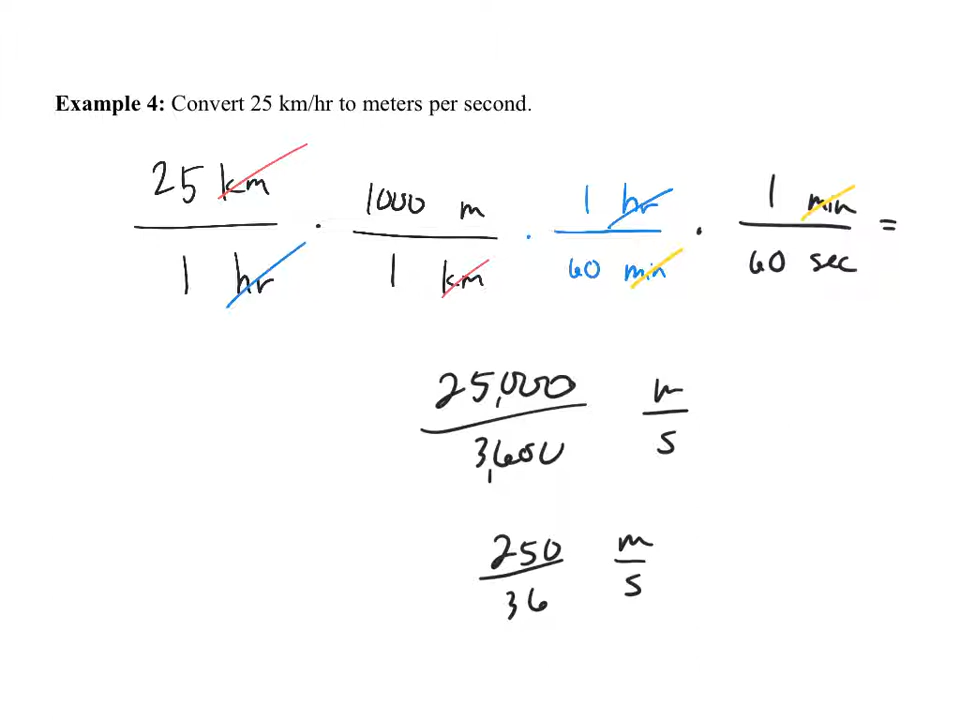 Example 4: Convert 25 km/hr to meters per second.
25 km / 1 hr · 1000 m / 1 km · 1 hr / 60 min · 1 min / 60 sec =
25,000 / 3,600 m / s
250 / 36 m / s